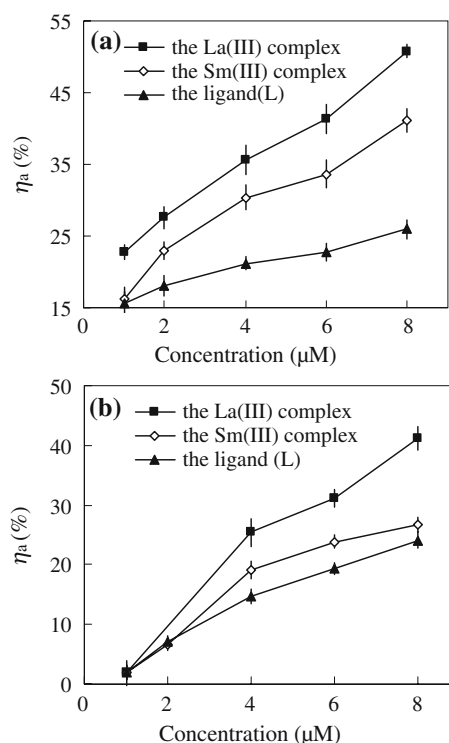 (a)
the La(III) complex
the Sm(III) complex
the ligand(L)
55
45
35
25
15
ηa (%)
0 2 4 6 8
Concentration (μM)
(b)
the La(III) complex
the Sm(III) complex
the ligand (L)
50
40
30
20
10
0
ηa (%)
0 2 4 6 8
Concentration (μM)